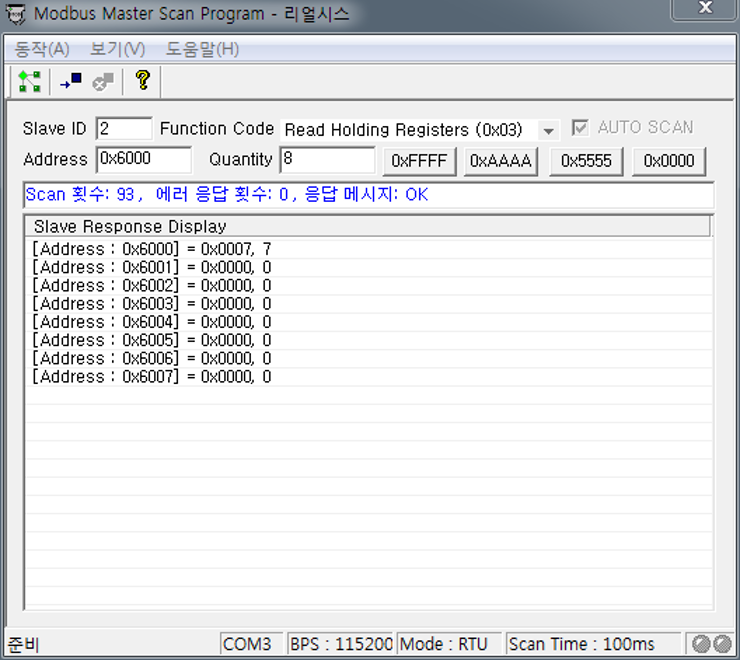 Modbus Master Scan Program - 리얼시스
동작(A) 보기(V) 도움말(H)
Slave ID 2 Function Code Read Holding Registers (0x03) AUTO SCAN
Address 0x6000 Quantity 8 0xFFFF 0xAAAA 0x5555 0x0000
Scan 횟수: 93, 에러 응답 횟수: 0, 응답 메시지: OK
Slave Response Display
[Address : 0x6000] = 0x0007, 7
[Address : 0x6001] = 0x0000, 0
[Address : 0x6002] = 0x0000, 0
[Address : 0x6003] = 0x0000, 0
[Address : 0x6004] = 0x0000, 0
[Address : 0x6005] = 0x0000, 0
[Address : 0x6006] = 0x0000, 0
[Address : 0x6007] = 0x0000, 0
준비 COM3 BPS : 115200 Mode : RTU Scan Time : 100ms